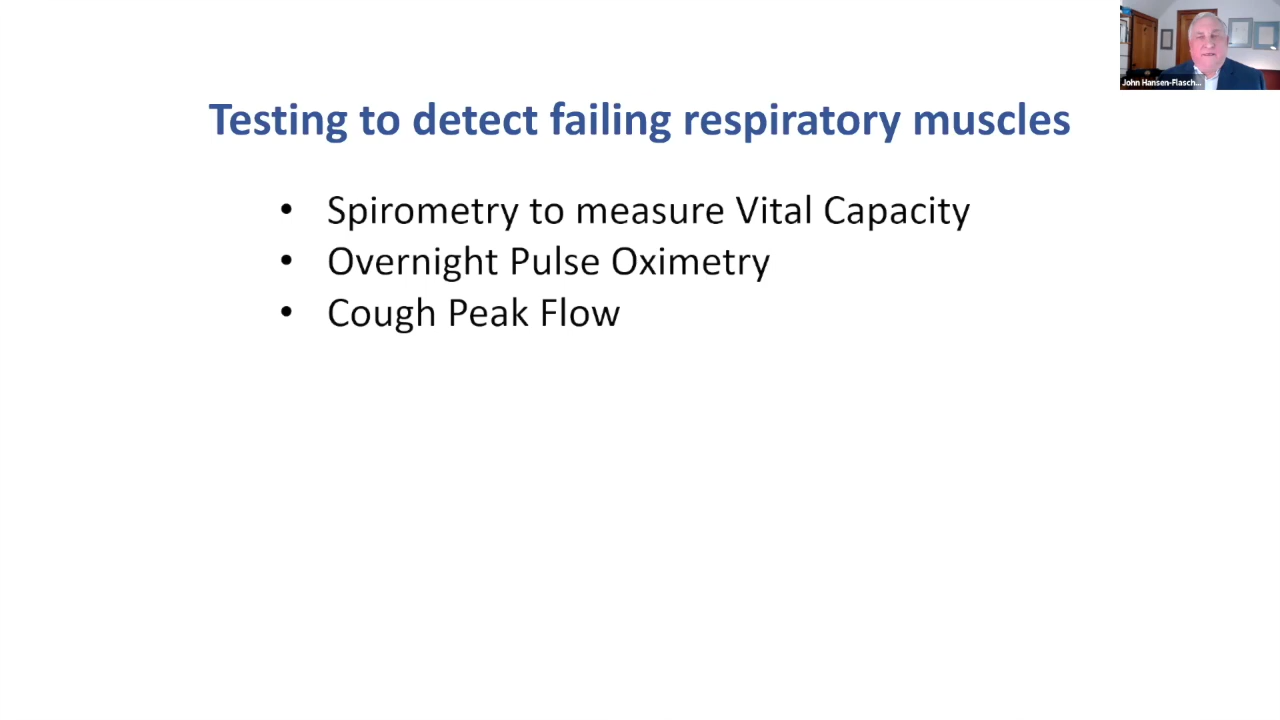 John Hansen-Flasch...
Testing to detect failing respiratory muscles
• Spirometry to measure Vital Capacity
• Overnight Pulse Oximetry
• Cough Peak Flow